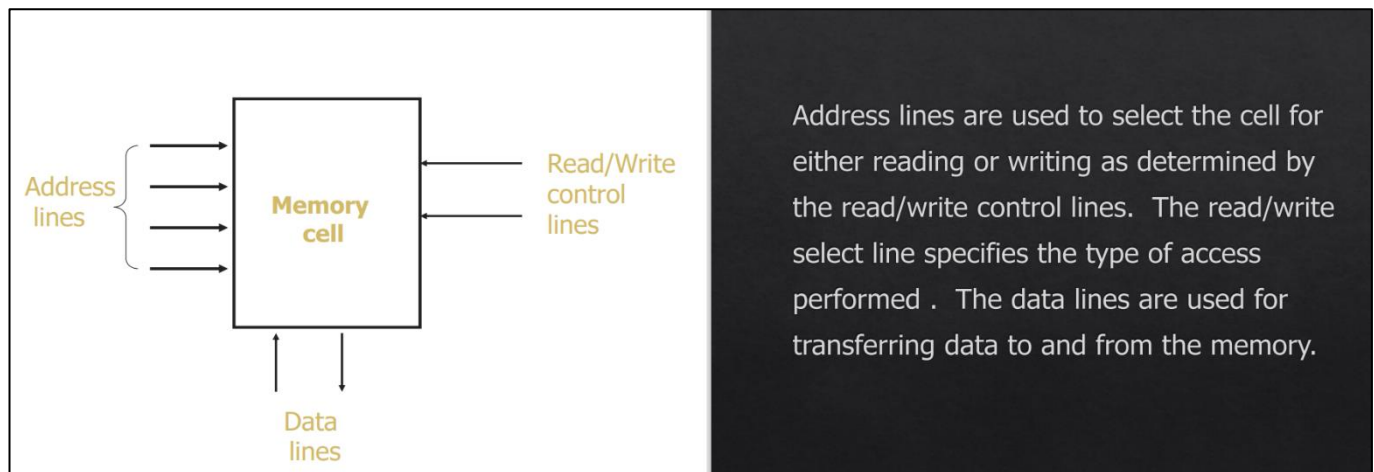 Address
lines
Memory
cell
Read/Write
control
lines
Data
lines
Address lines are used to select the cell for
either reading or writing as determined by
the read/write control lines.  The read/write
select line specifies the type of access
performed .  The data lines are used for
transferring data to and from the memory.